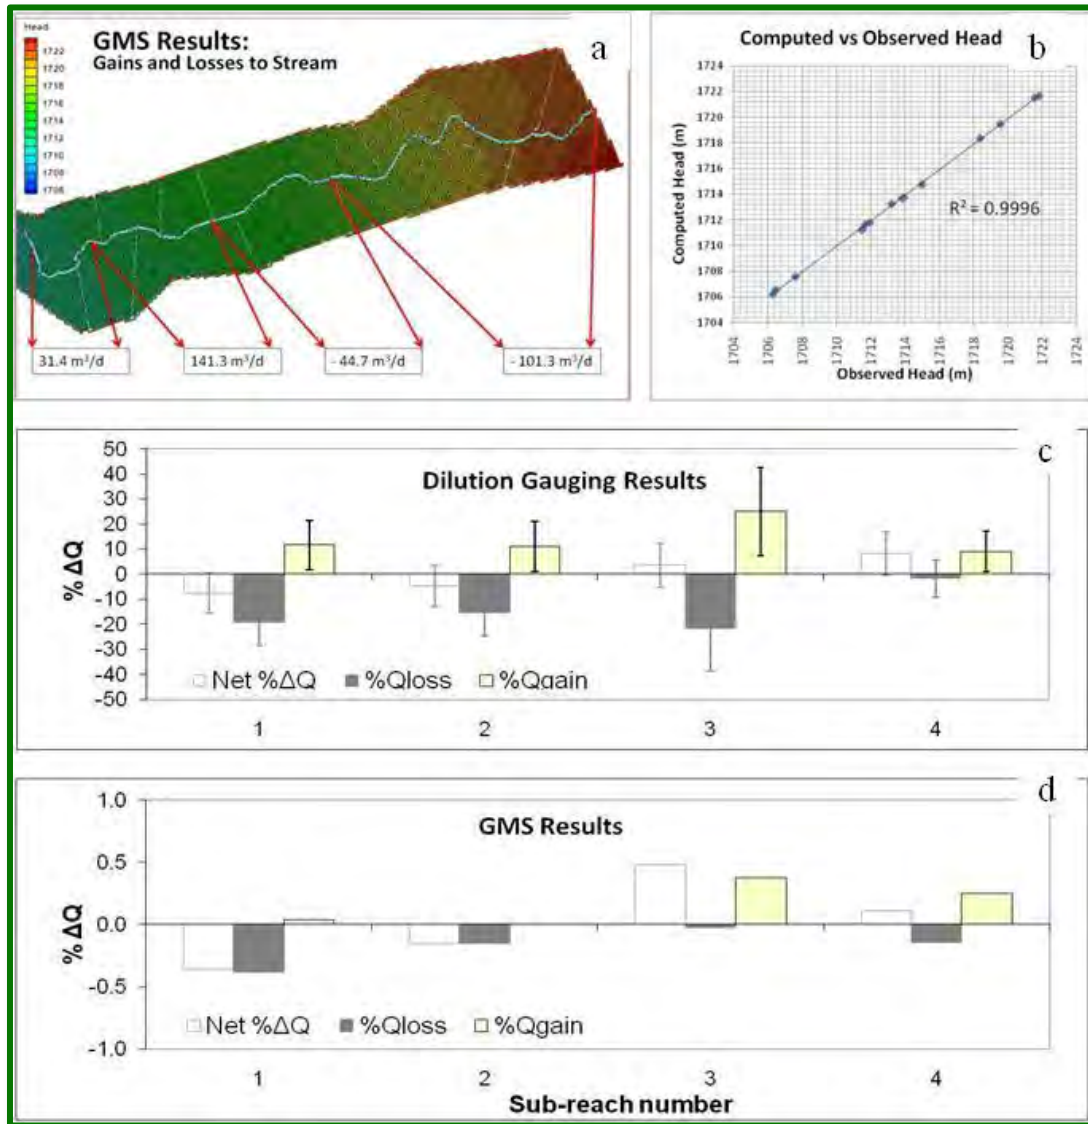 Head
1722
1720
1718
1716
1714
1712
1710
1708
1706
GMS Results:
Gains and Losses to Stream
a
31.4 m³/d
141.3 m³/d
- 44.7 m³/d
- 101.3 m³/d
Computed vs Observed Head
b
Computed Head (m)
1724
1722
1720
1718
1716
1714
1712
1710
1708
1706
1704
R² = 0.9996
1704
1706
1708
1710
1712
1714
1716
1718
1720
1722
1724
Observed Head (m)
c
Dilution Gauging Results
% ΔQ
50
40
30
20
10
0
-10
-20
-30
-40
-50
Net %ΔQ %Qloss %Qgain
1 2 3 4
d
GMS Results
% ΔQ
1.0
0.5
0.0
-0.5
-1.0
Net %ΔQ %Qloss %Qgain
1 2 3 4
Sub-reach number